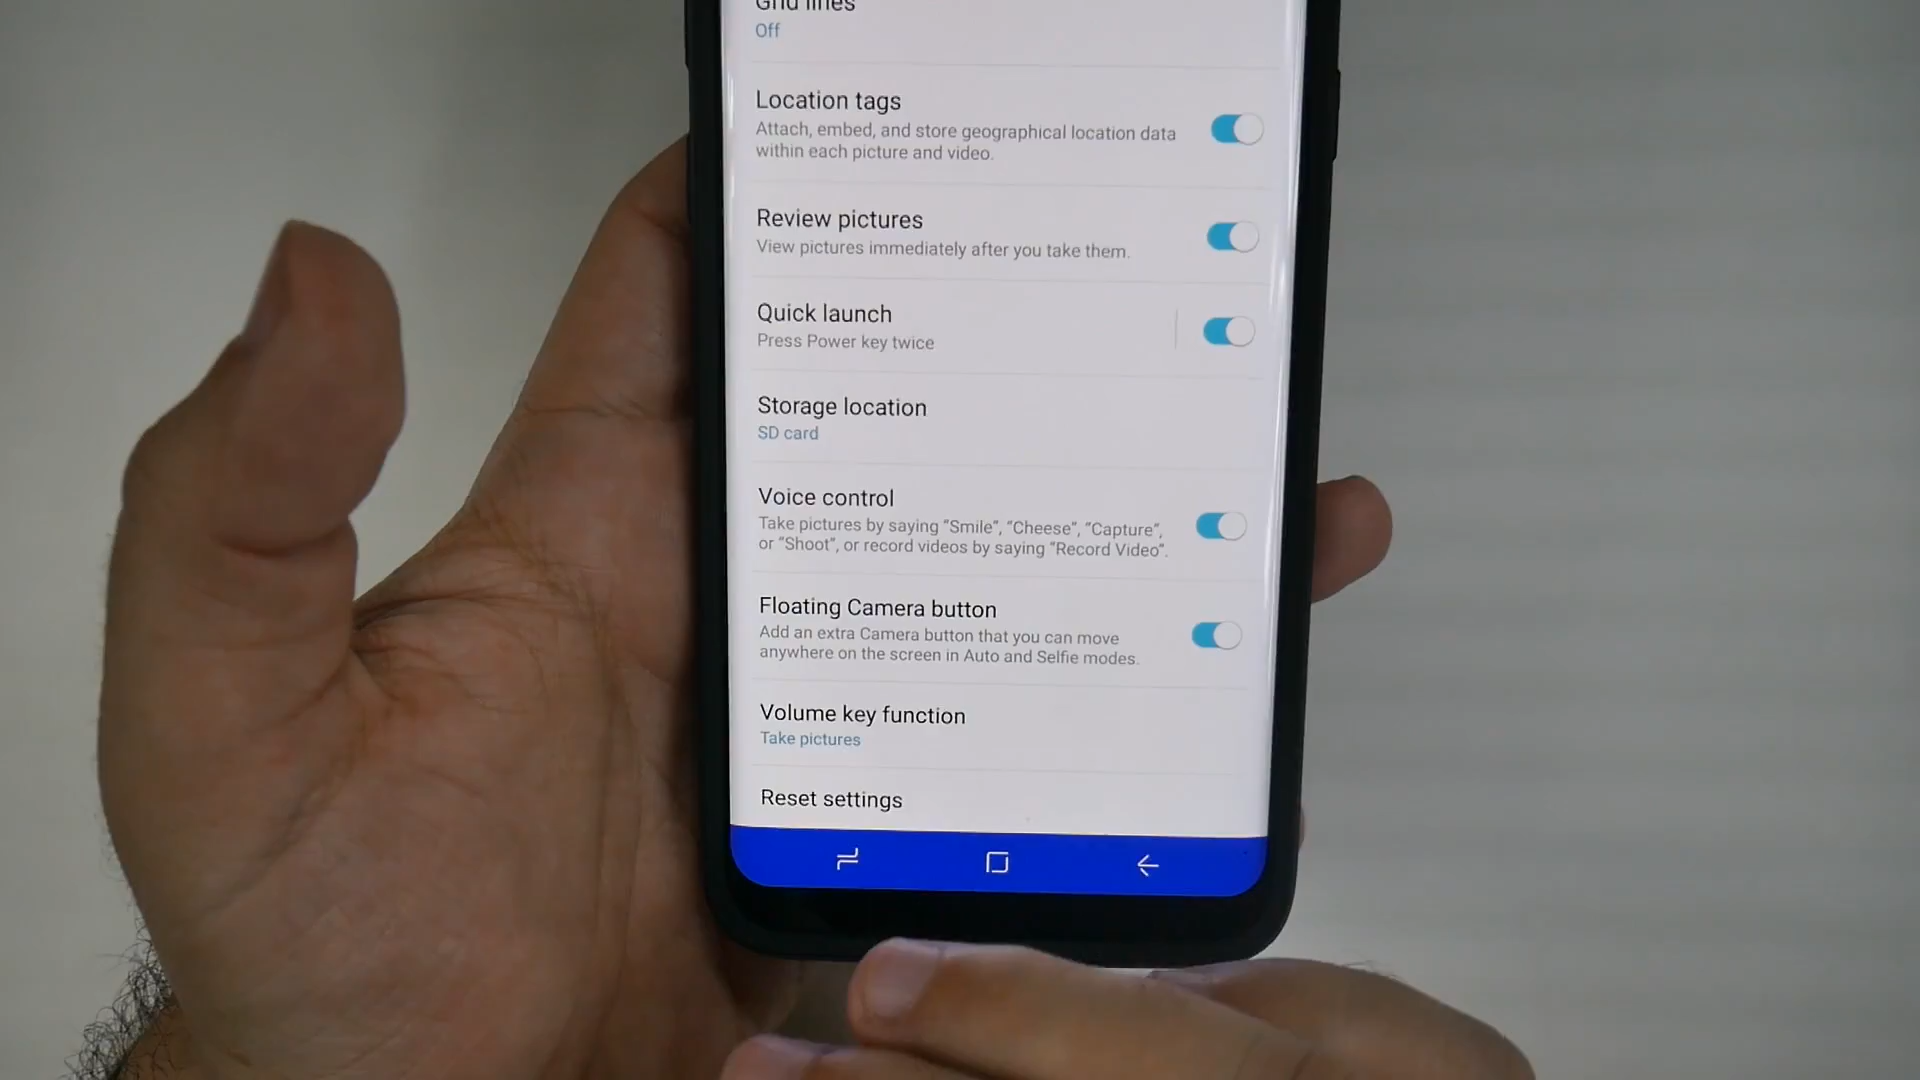 Grid lines
Off
Location tags
Attach, embed, and store geographical location data
within each picture and video.
Review pictures
View pictures immediately after you take them.
Quick launch
Press Power key twice
Storage location
SD card
Voice control
Take pictures by saying “Smile”, “Cheese”, “Capture”,
or “Shoot”, or record videos by saying “Record Video”.
Floating Camera button
Add an extra Camera button that you can move
anywhere on the screen in Auto and Selfie modes.
Volume key function
Take pictures
Reset settings